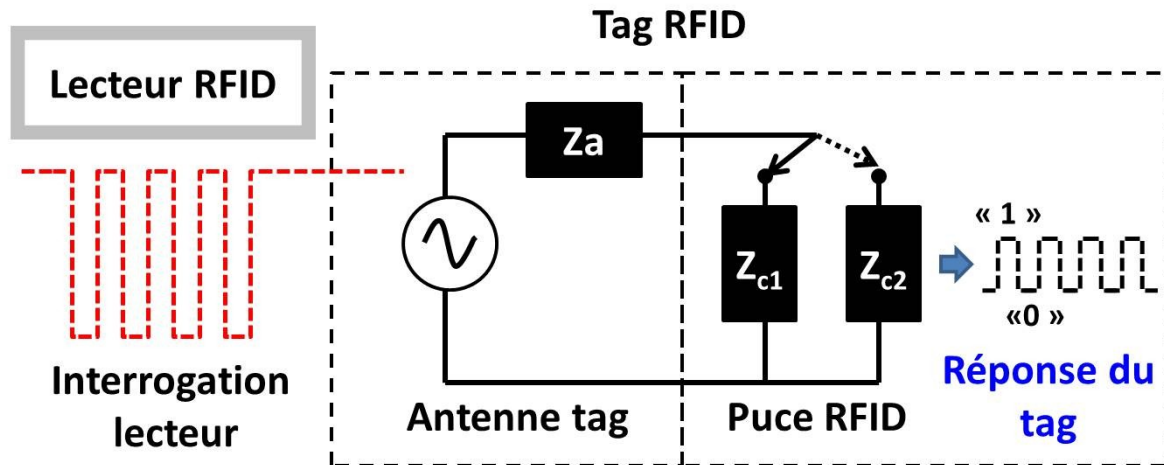 Tag RFID
Lecteur RFID
Za
« 1 »
Zc1
Zc2
«0 »
Interrogation
lecteur
Antenne tag
Puce RFID
Réponse du
tag